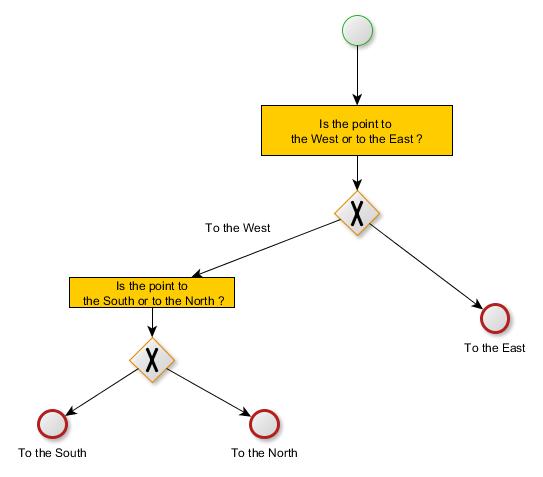 Is the point to
the West or to the East ?
To the West
Is the point to
the South or to the North ?
To the East
To the South
To the North